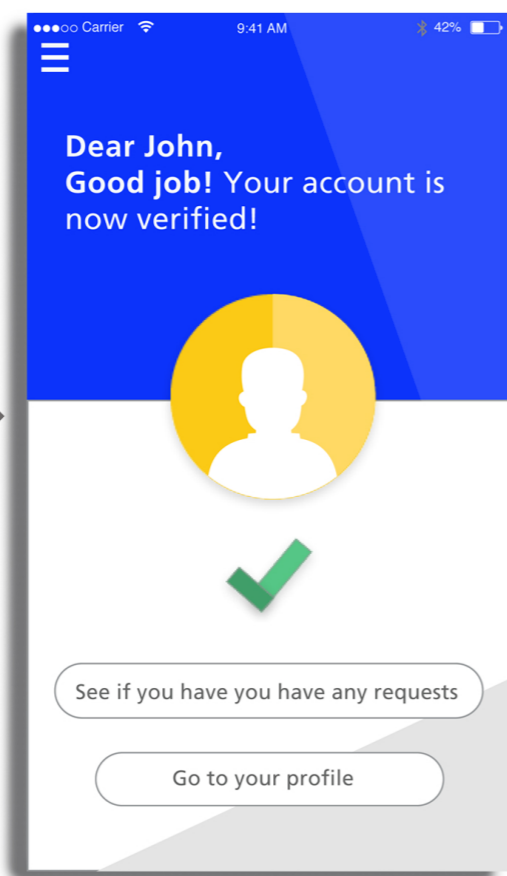 Carrier 9:41 AM 42%
Dear John,
Good job! Your account is
now verified!
See if you have you have any requests
Go to your profile